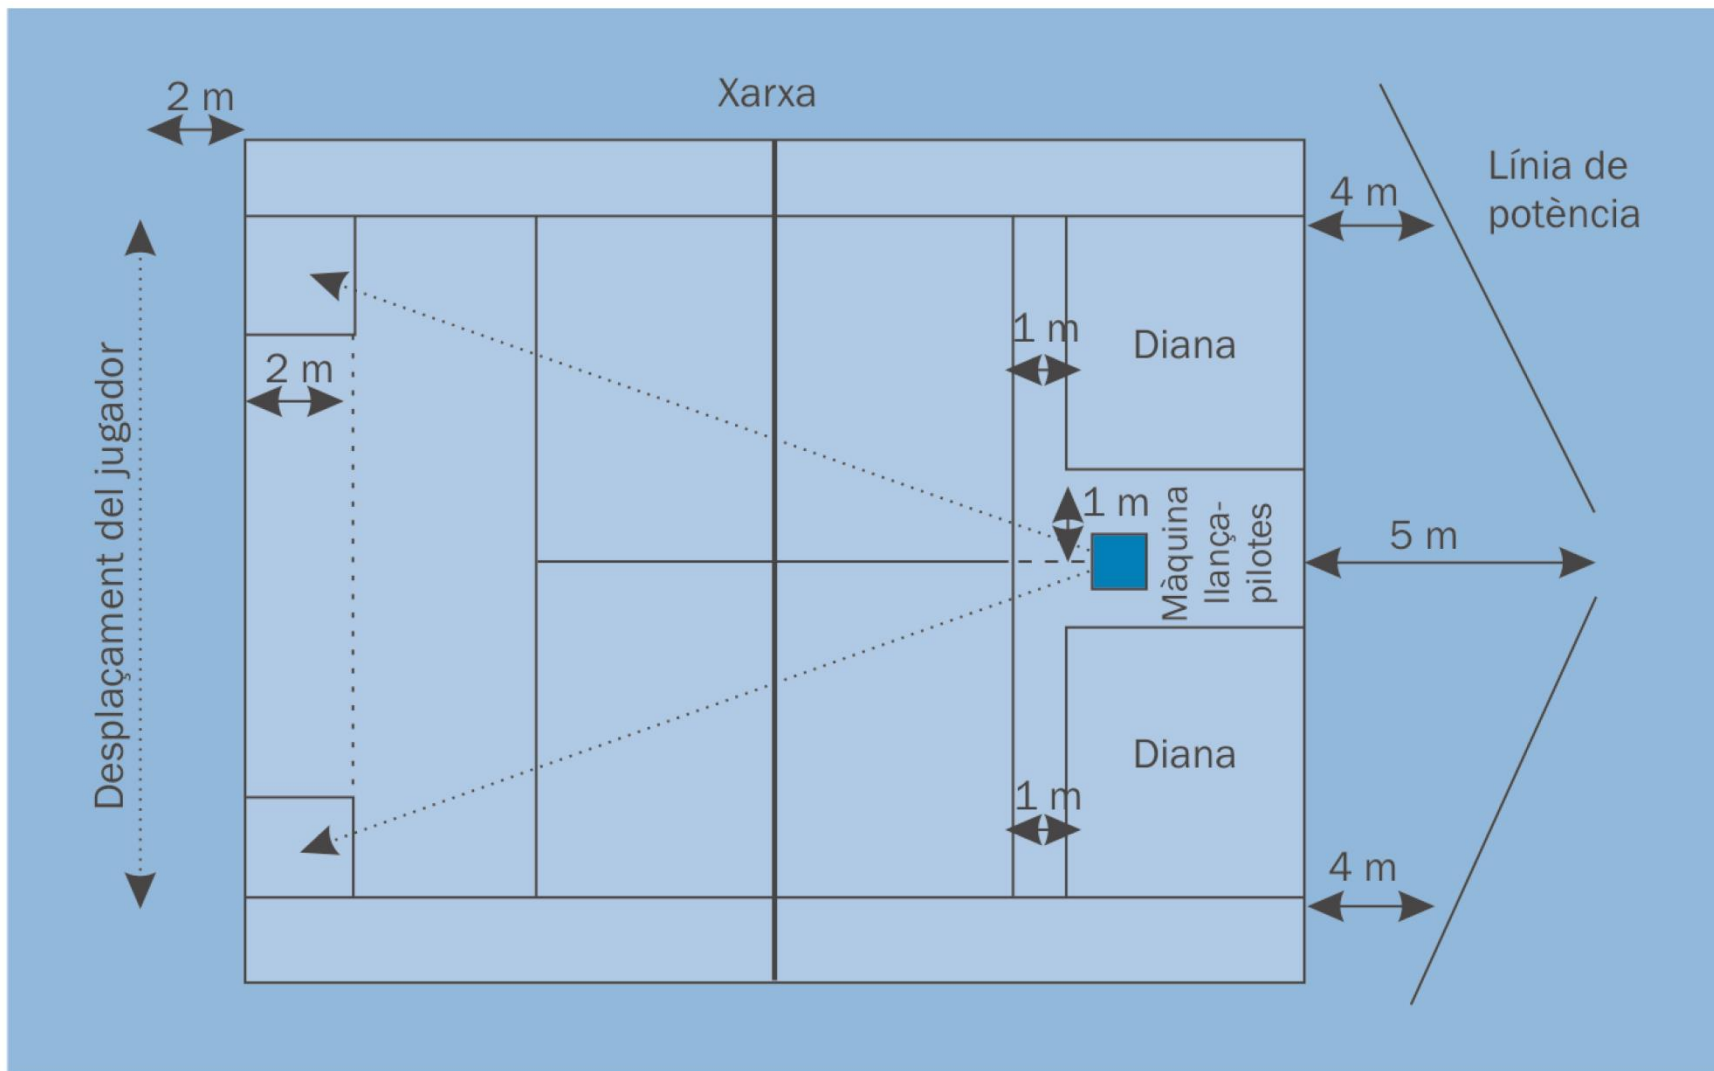 2 m
Xarxa
Línia de
potència
4 m
1 m
Diana
2 m
Desplaçament del jugador
1 m
Màquina
llança-
pilotes
5 m
Diana
1 m
4 m